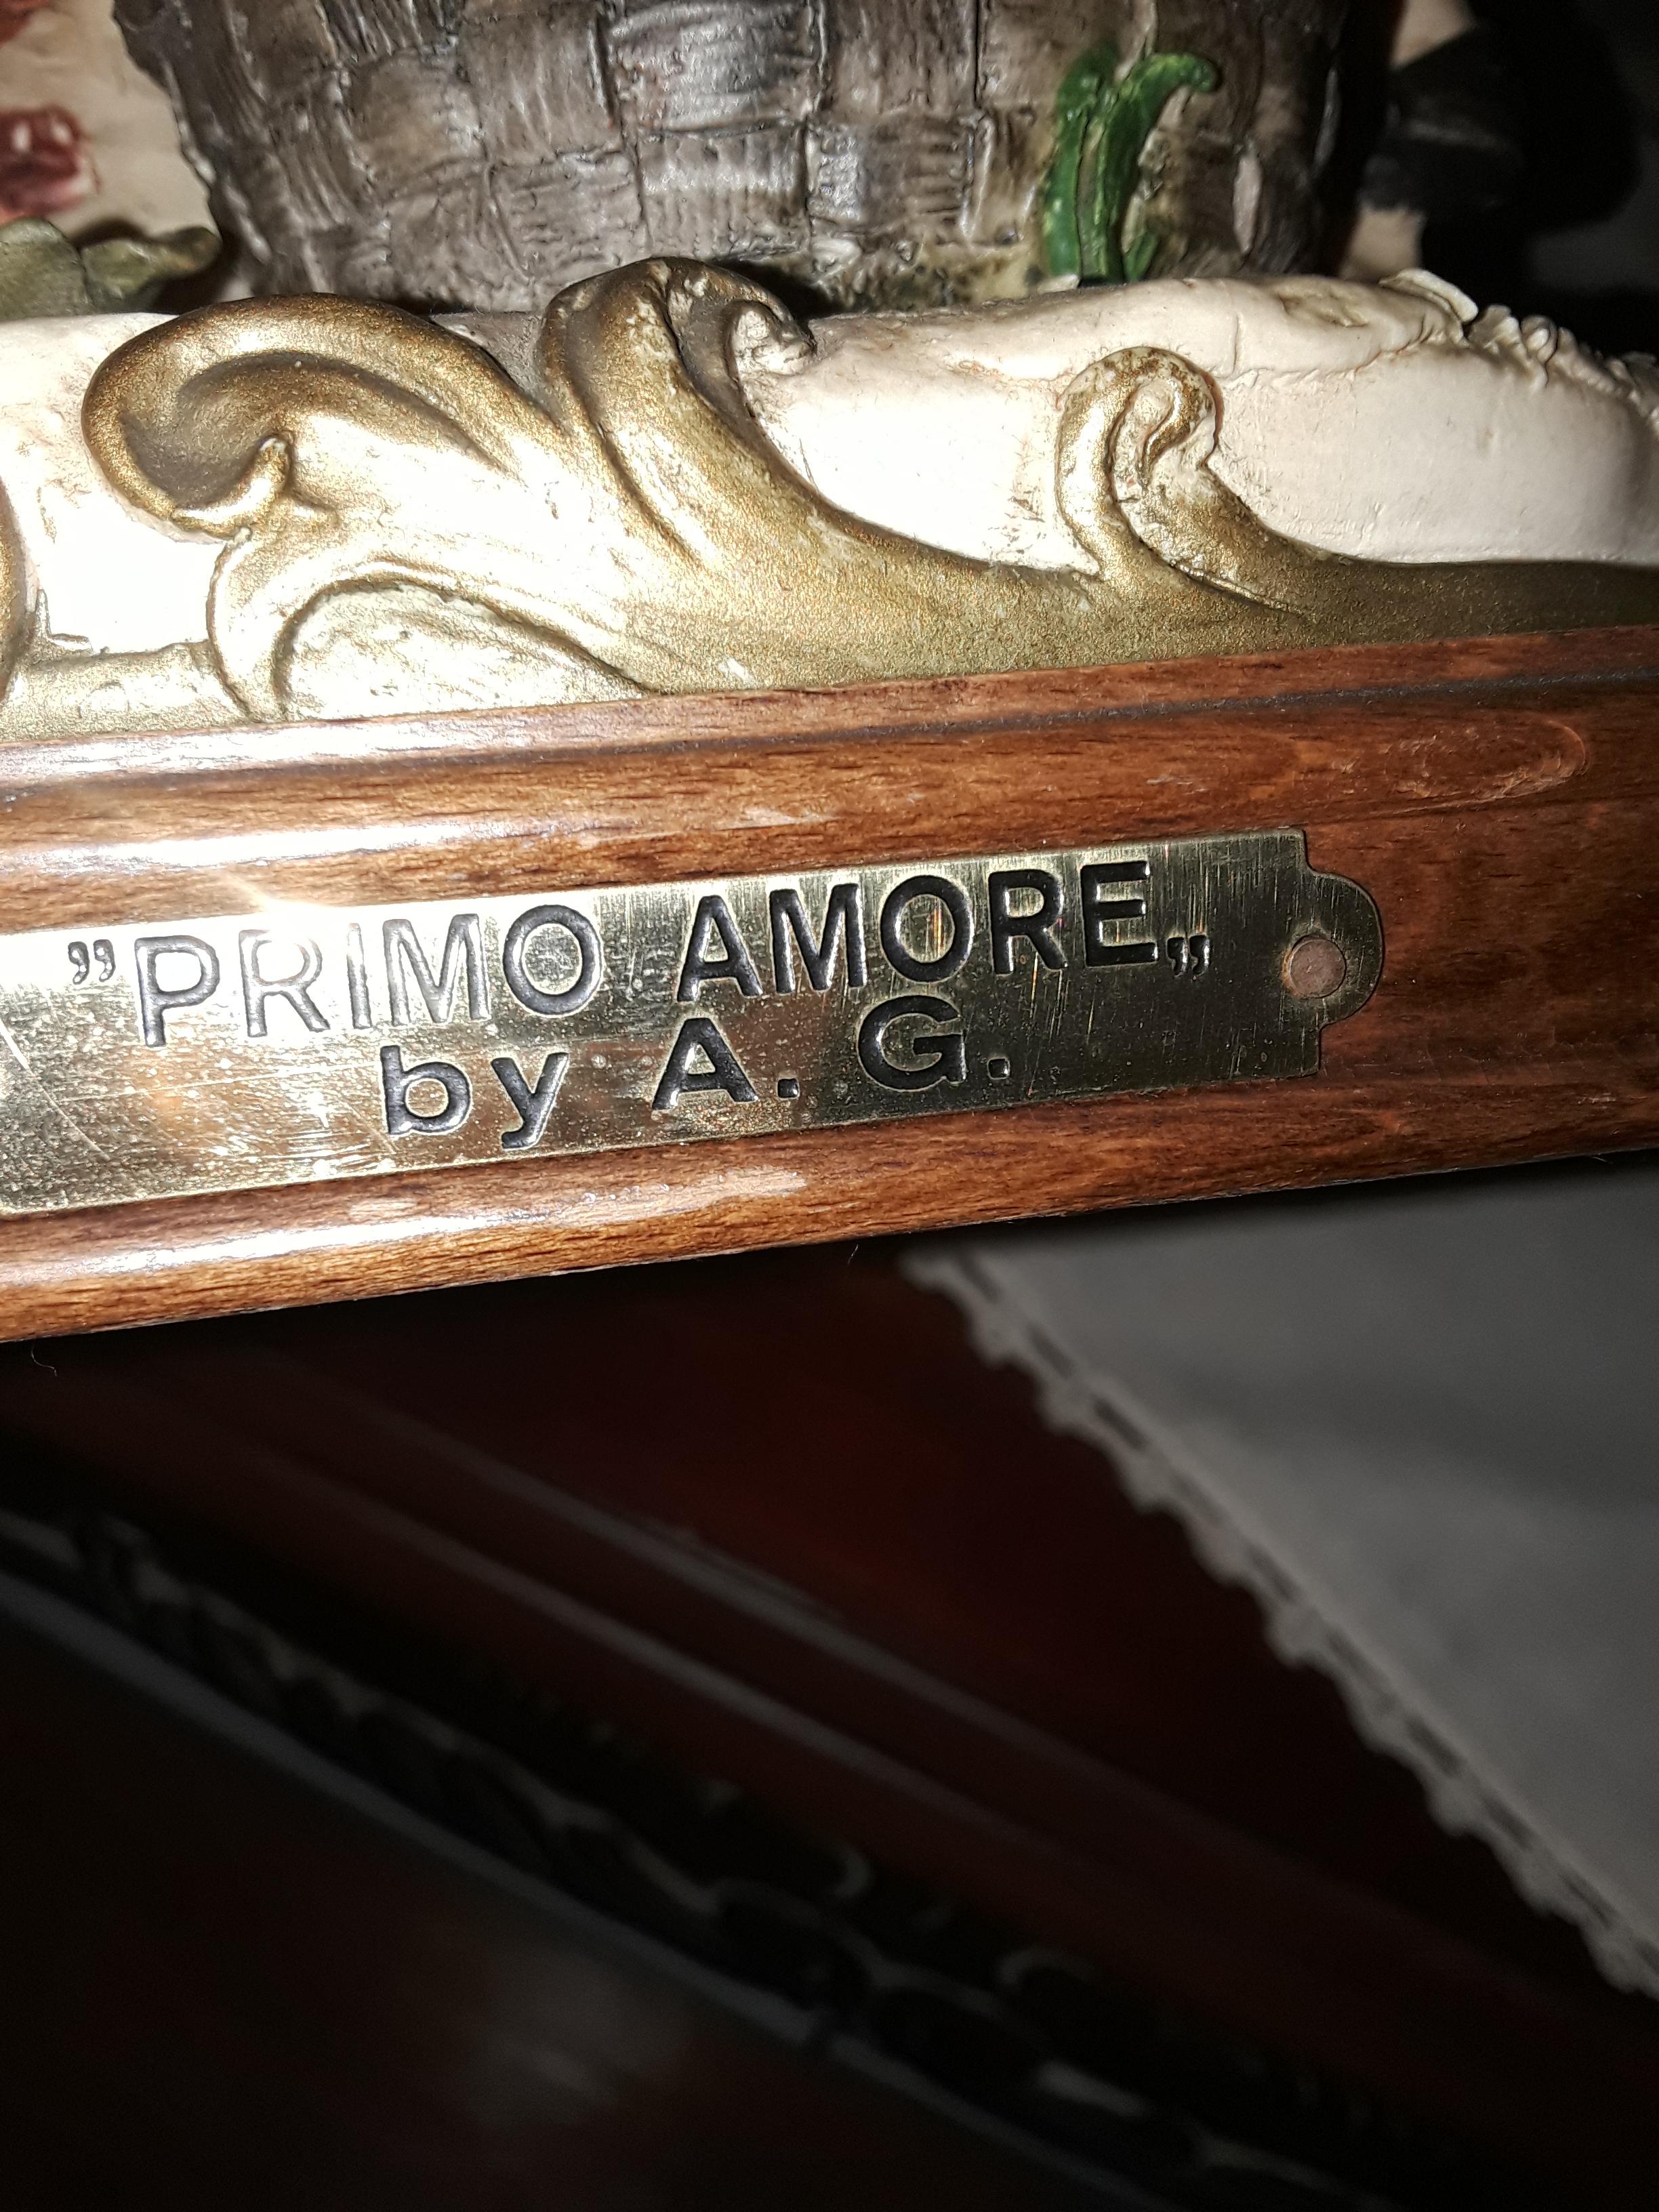 ”PRIMO AMORE„
by A. G.